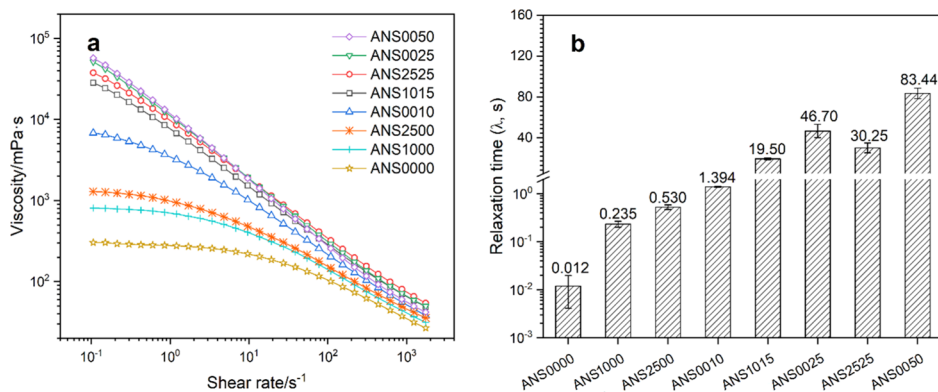 a
ANS0050
ANS0025
ANS2525
ANS1015
ANS0010
ANS2500
ANS1000
ANS0000
Viscosity/mPa·s
10⁵
10⁴
10³
10²
10⁻¹ 10⁰ 10¹ 10² 10³
Shear rate/s⁻¹
b
Relaxation time (λ, s)
160
120
80
40
10⁰
10⁻¹
10⁻²
10⁻³
0.012
0.235
0.530
1.394
19.50
46.70
30.25
83.44
ANS0000
ANS1000
ANS2500
ANS0010
ANS1015
ANS0025
ANS2525
ANS0050